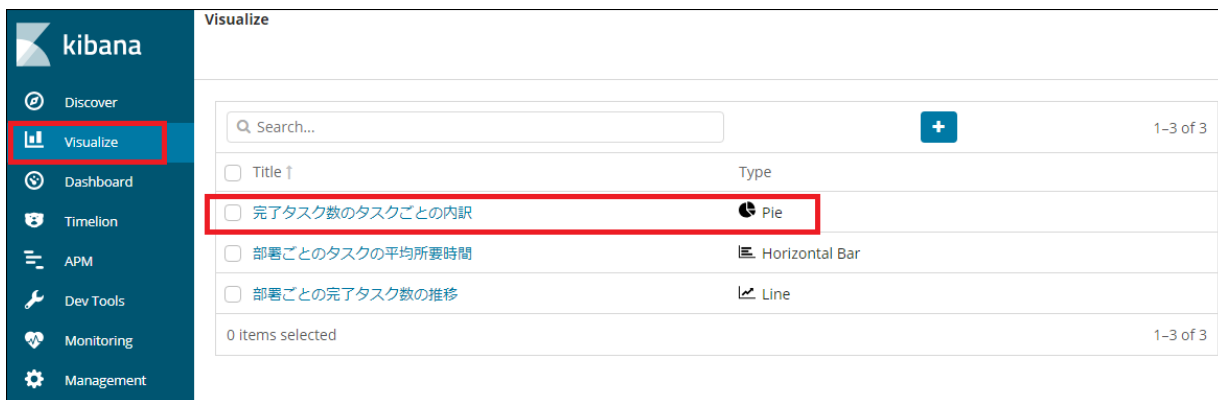 kibana
Discover
Visualize
Dashboard
Timelion
APM
Dev Tools
Monitoring
Management
Visualize
Search...
1–3 of 3
Title Type
完了タスク数のタスクごとの内訳 Pie
部署ごとのタスクの平均所要時間 Horizontal Bar
部署ごとの完了タスク数の推移 Line
0 items selected 1–3 of 3